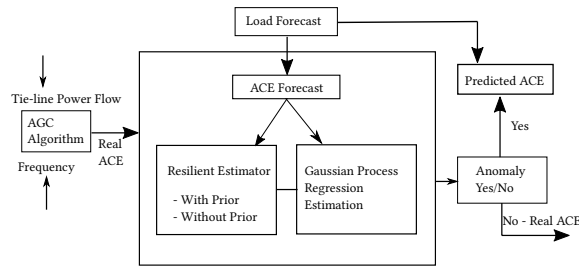 Load Forecast
Tie-line Power Flow
AGC
Algorithm
Frequency
Real
ACE
ACE Forecast
Resilient Estimator
- With Prior
- Without Prior
Gaussian Process
Regression
Estimation
Predicted ACE
Yes
Anomaly
Yes/No
No - Real ACE